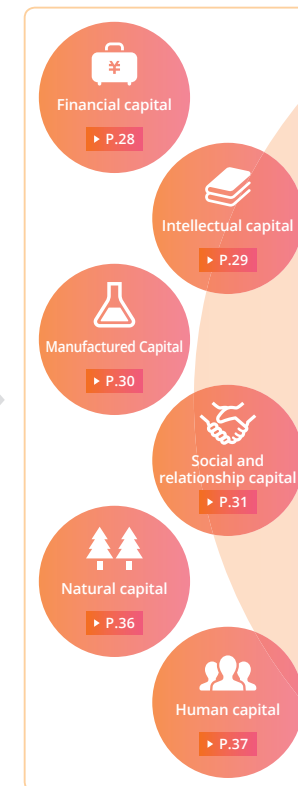 ¥
Financial capital
▶ P.28
Intellectual capital
▶ P.29
Manufactured Capital
▶ P.30
Social and
relationship capital
▶ P.31
Natural capital
▶ P.36
Human capital
▶ P.37